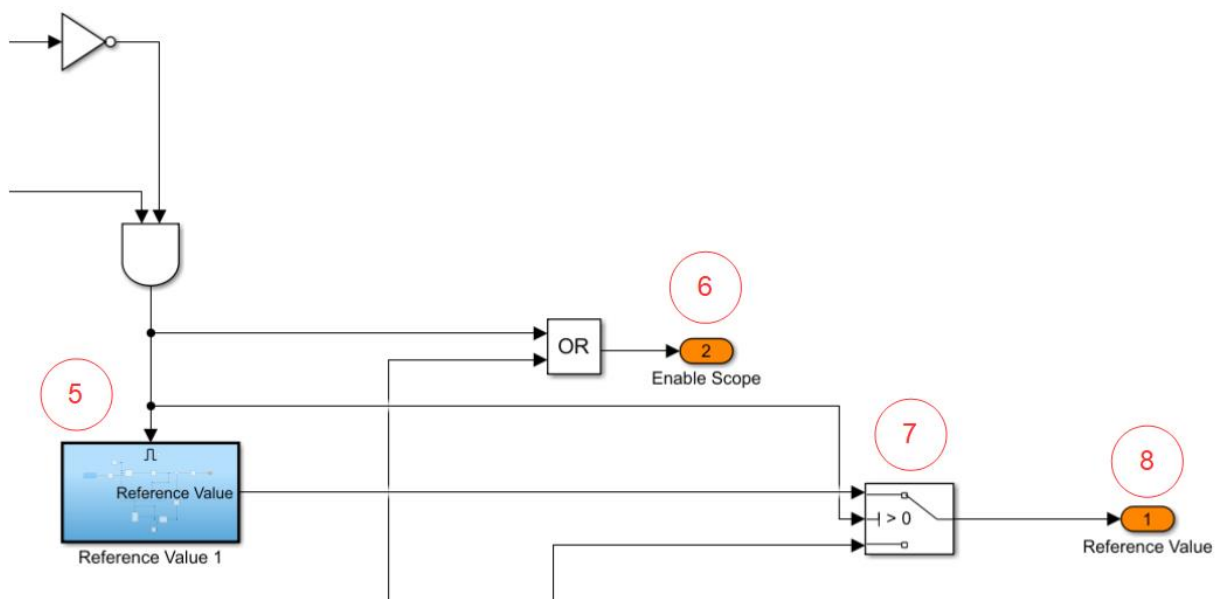 6
OR
2
Enable Scope
5
7
8
Reference Value
> 0
1
Reference Value 1
Reference Value